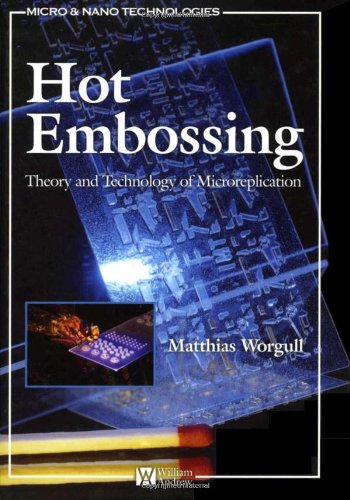 MICRO & NANO TECHNOLOGIES
Hot
Embossing
Theory and Technology of Microreplication
Matthias Worgull
William
Andrew